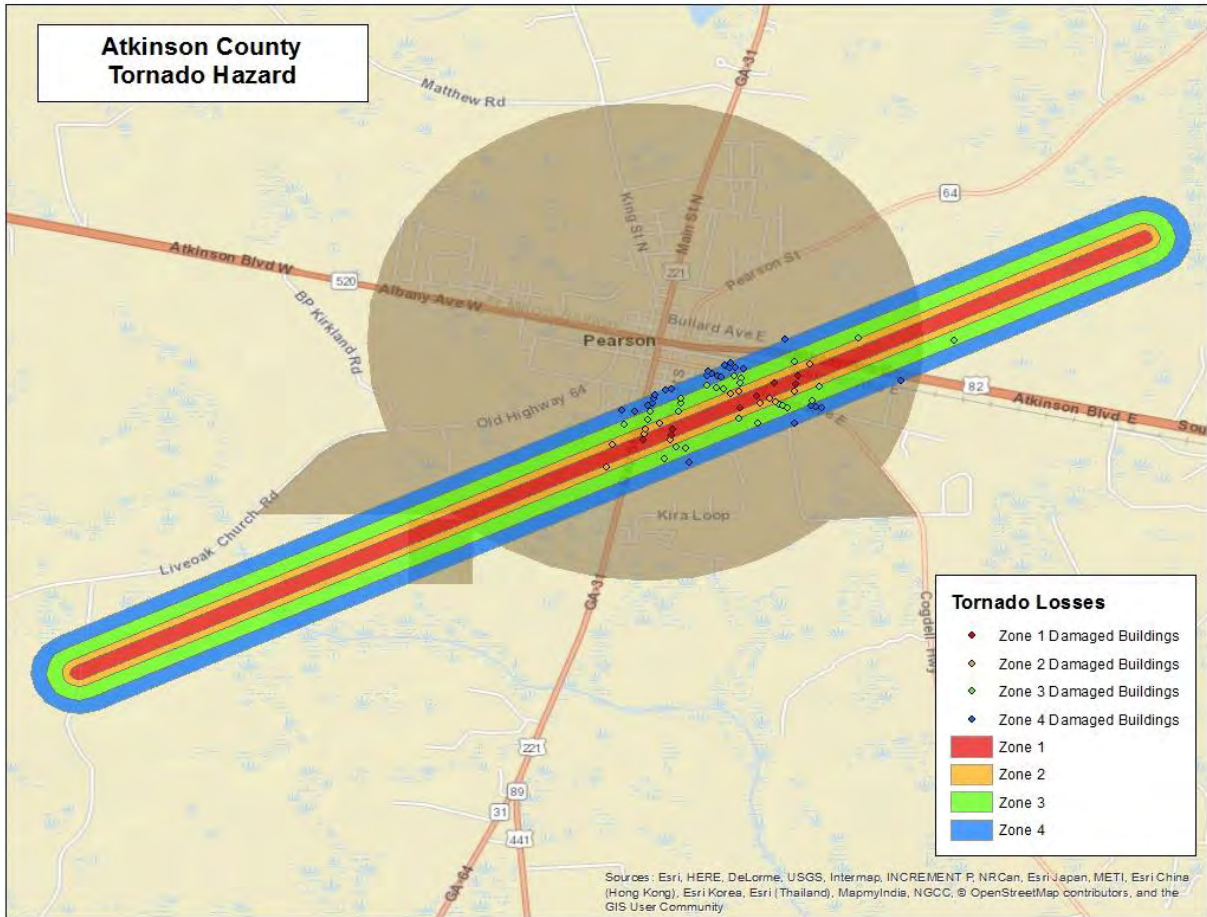 Atkinson County
Tornado Hazard
Matthew Rd
GA-31
King St N
Main St N
64
Atkinson Blvd W
520
Albany Ave W
BP Kirkland Rd
221
Pearson St
Bullard Ave E
Pearson
Old Highway 64
82
Atkinson Blvd E
Sou
Liveoak Church Rd
Kira Loop
GA-31
Cogdell Hwy
221
89
31
441
GA-64
Tornado Losses
Zone 1 Damaged Buildings
Zone 2 Damaged Buildings
Zone 3 Damaged Buildings
Zone 4 Damaged Buildings
Zone 1
Zone 2
Zone 3
Zone 4
Sources: Esri, HERE, DeLorme, USGS, Intermap, INCREMENT P, NRCan, Esri Japan, METI, Esri China
(Hong Kong), Esri Korea, Esri (Thailand), MapmyIndia, NGCC, © OpenStreetMap contributors, and the
GIS User Community